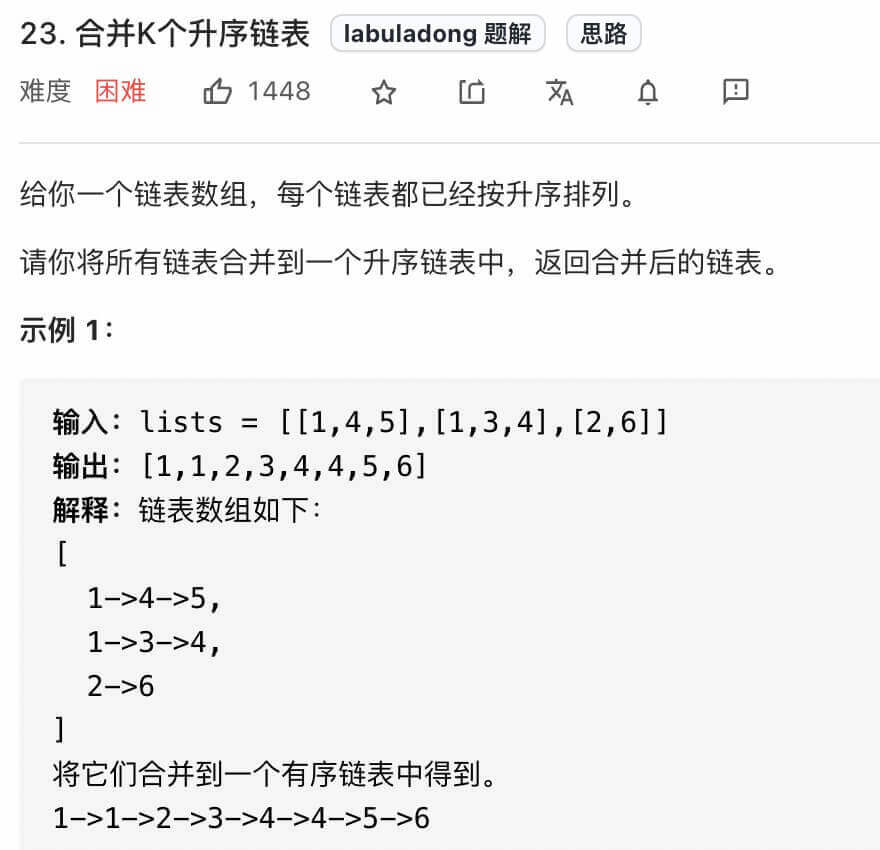 23. 合并K个升序链表 labuladong 题解 思路
难度 困难 1448
给你一个链表数组，每个链表都已经按升序排列。
请你将所有链表合并到一个升序链表中，返回合并后的链表。
示例 1：
输入：lists = [[1,4,5],[1,3,4],[2,6]]
输出：[1,1,2,3,4,4,5,6]
解释：链表数组如下：
[
  1->4->5,
  1->3->4,
  2->6
]
将它们合并到一个有序链表中得到。
1->1->2->3->4->4->5->6